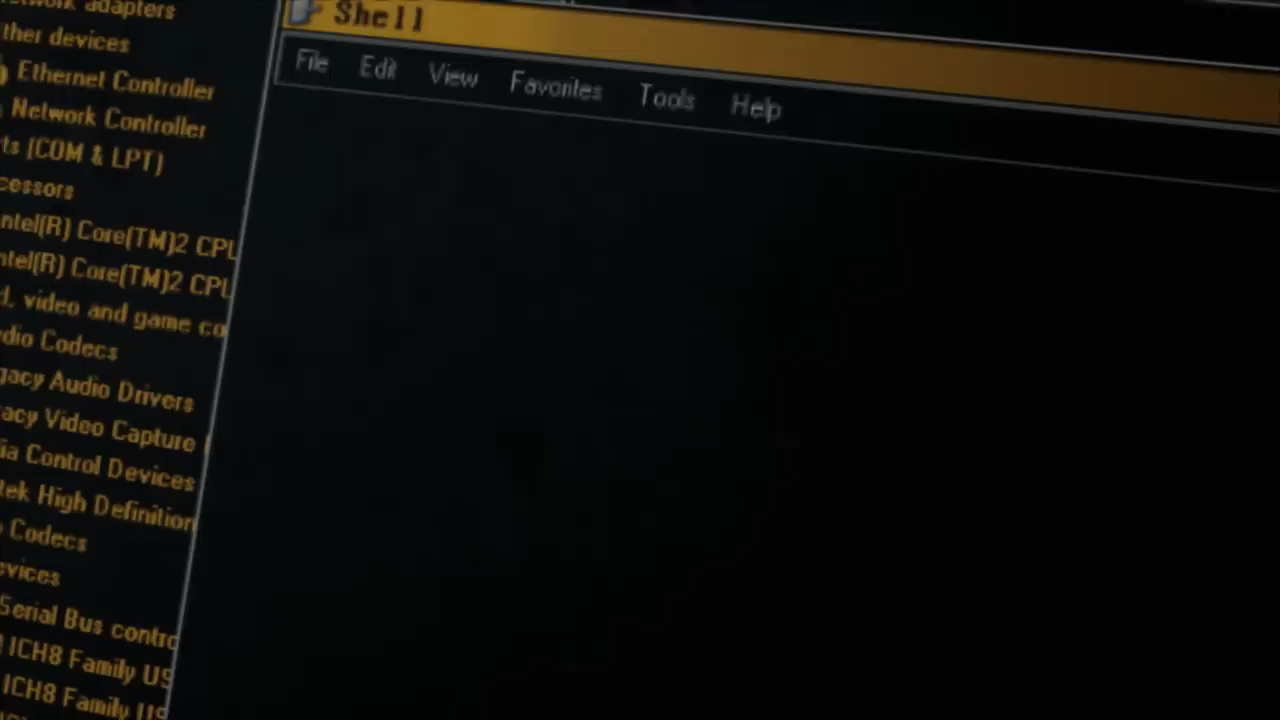 adapters
ther devices
Ethernet Controller
Network Controller
rts (COM & LPT)
cessors
ntel(R) Core(TM)2 CPU
ntel(R) Core(TM)2 CPU
d, video and game co
dio Codecs
gacy Audio Drivers
acy Video Capture
ia Control Devices
tek High Definition
Codecs
evices
Serial Bus contro
ICH8 Family US
ICH8 Family US
Shell
File Edit View Favorites Tools Help